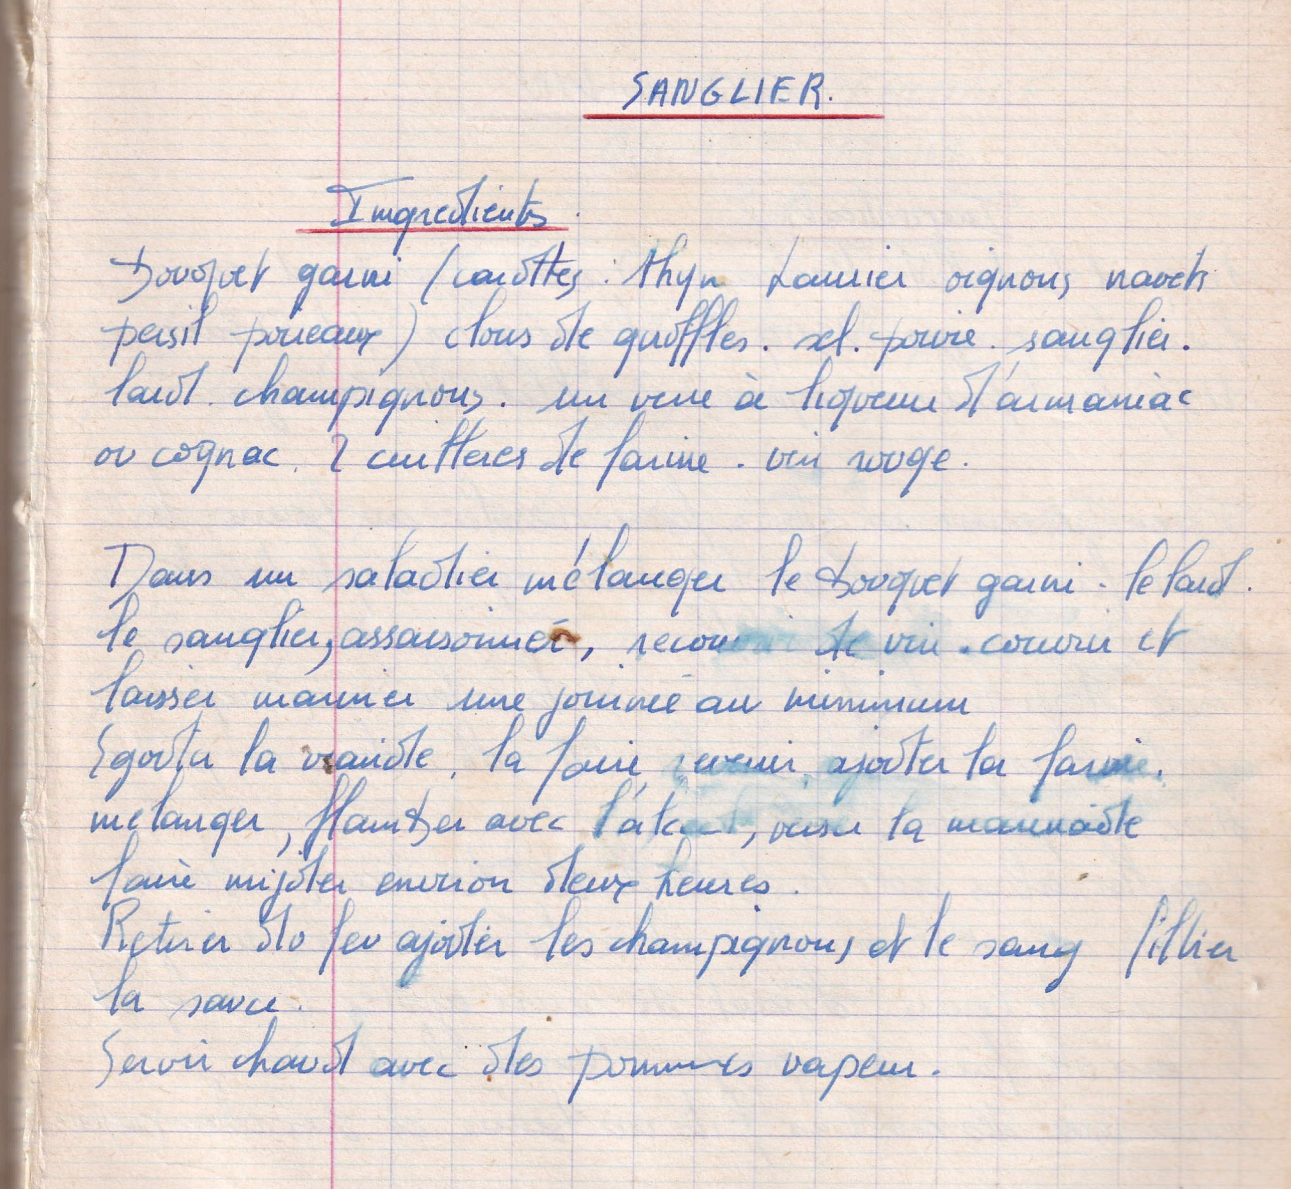 SANGLIER.
Ingredients.
Bouquet garni (carottes : thym Laurier oignons navets
persil poireaux) clous de giroffles. sel. poivre. sanglier.
lard. champignons. un verre à liqueur d'armaniac
ou cognac. 2 cuilleres de farine. vin rouge.
Dans un saladier mélanger le bouquet garni. le lard.
le sanglier, assaisonner, recouvrir de vin. couvrir et
laisser mariner une journée au minimum
Egoutter la viande, la faire revenir, ajouter la farine.
mélanger, flamber avec l'alcool, verser la marinade
faire mijoter environ deux heures.
Retirer du feu ajouter les champignons et le sang filtrer
la sauce.
Servir chaud avec des pommes vapeur.